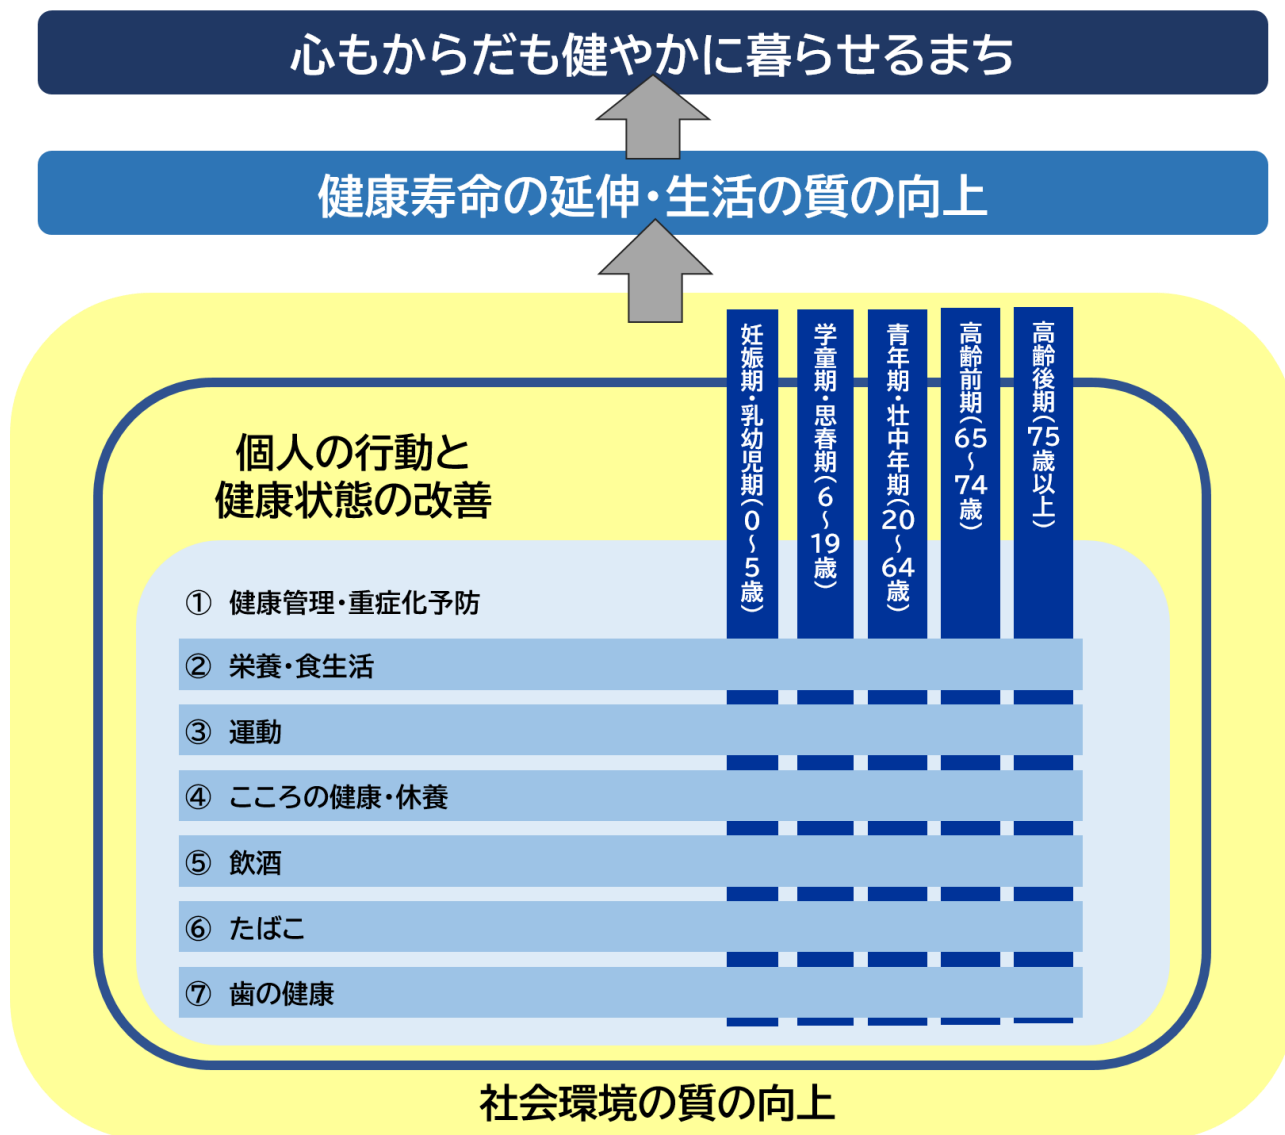 心もからだも健やかに暮らせるまち
健康寿命の延伸・生活の質の向上
妊娠期・乳幼児期(0～5歳)
学童期・思春期(6～19歳)
青年期・壮中年期(20～64歳)
高齢前期(65～74歳)
高齢後期(75歳以上)
個人の行動と
健康状態の改善
① 健康管理・重症化予防
② 栄養・食生活
③ 運動
④ こころの健康・休養
⑤ 飲酒
⑥ たばこ
⑦ 歯の健康
社会環境の質の向上